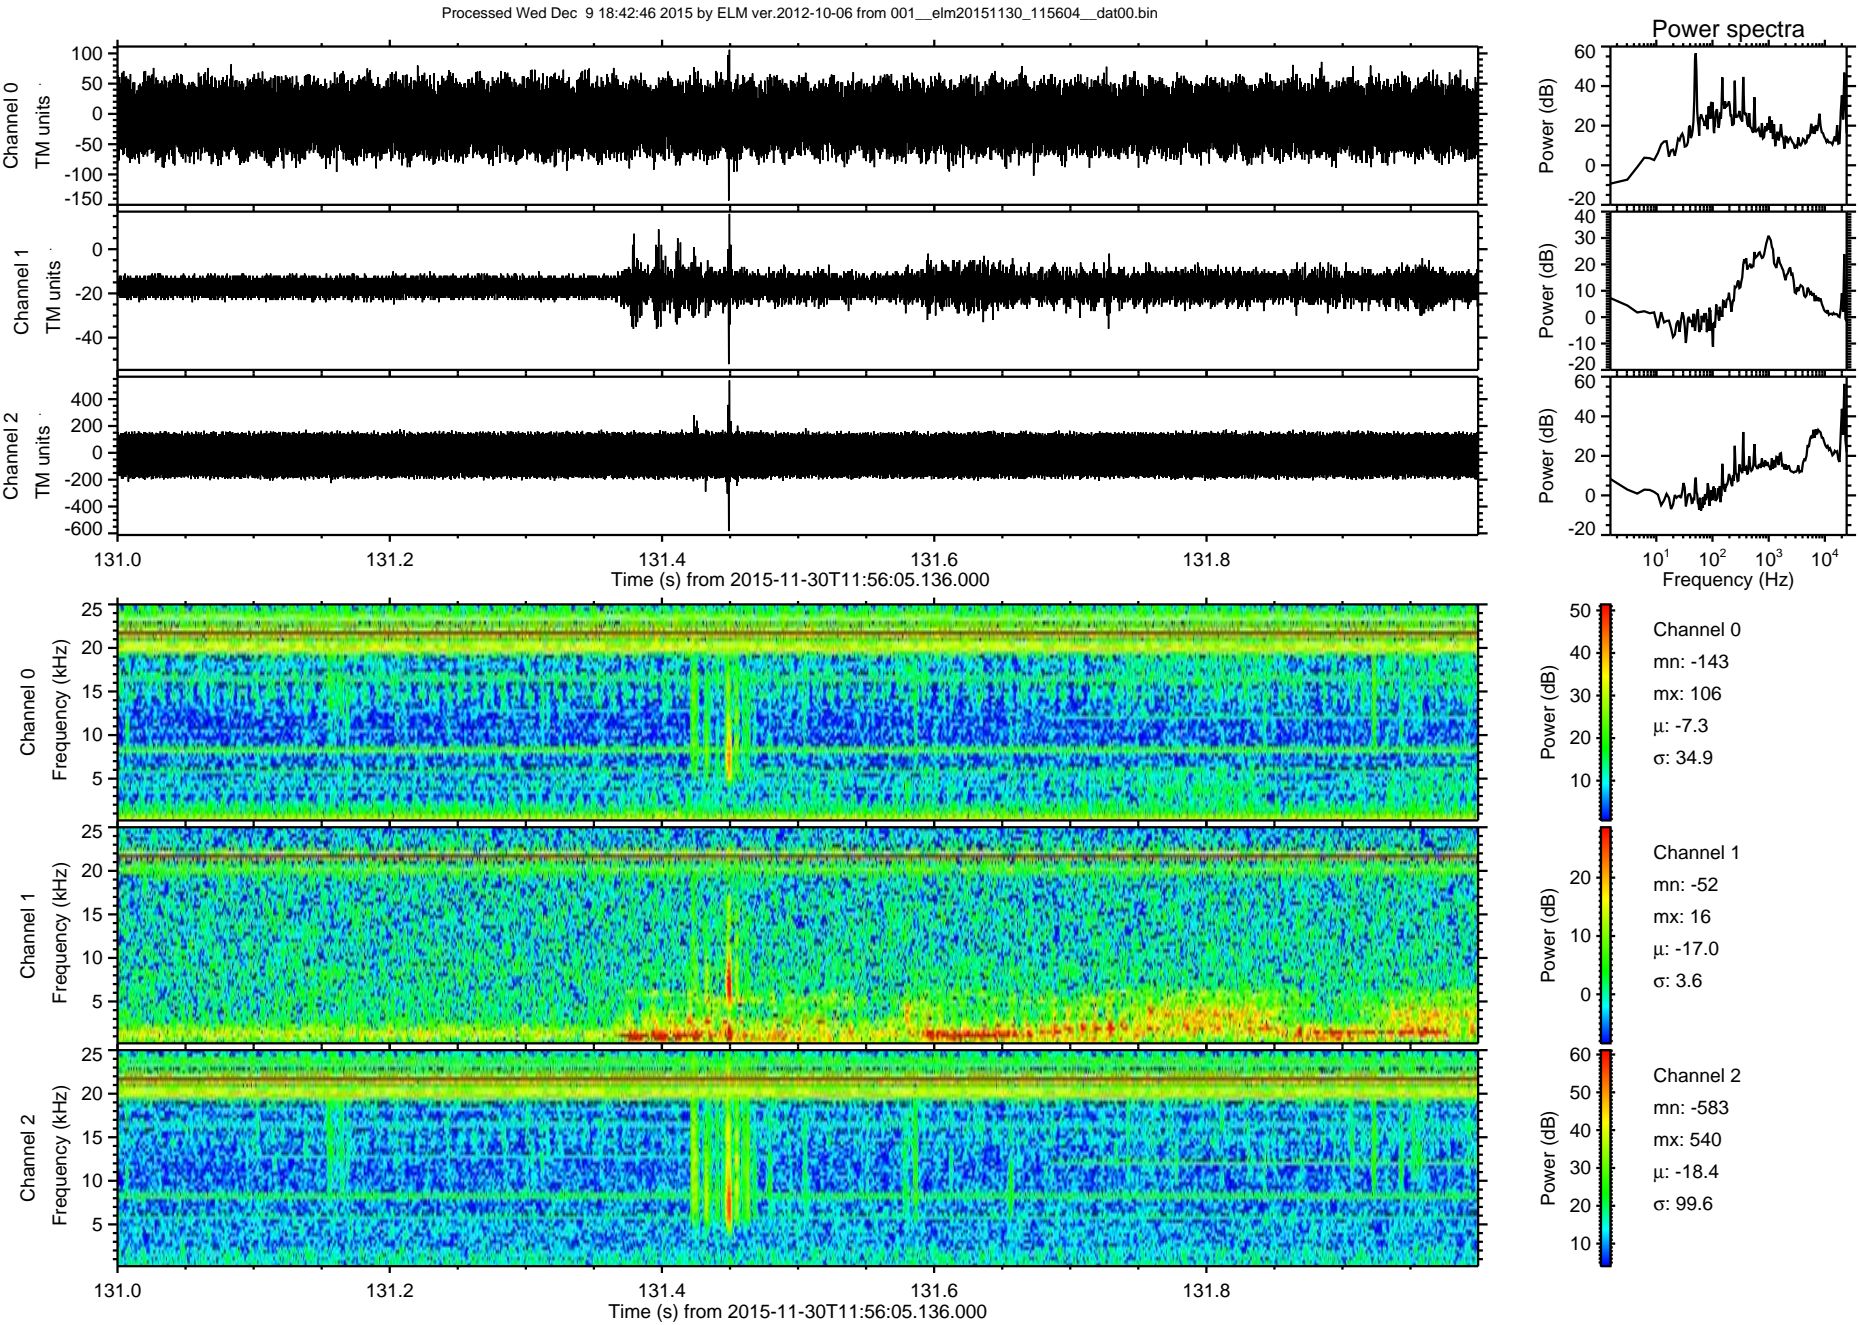 Processed Wed Dec  9 18:42:46 2015 by ELM ver.2012-10-06 from 001__elm20151130_115604__dat00.bin
Power spectra
Channel 0
TM units
100
50
0
-50
-100
-150
Power (dB)
60
40
20
0
-20
Channel 1
TM units
0
-20
-40
Power (dB)
40
30
20
10
0
-10
-20
Channel 2
TM units
400
200
0
-200
-400
-600
Power (dB)
60
40
20
0
-20
131.0 131.2 131.4 131.6 131.8
Time (s) from 2015-11-30T11:56:05.136.000
10^1 10^2 10^3 10^4
Frequency (Hz)
Channel 0
Frequency (kHz)
25
20
15
10
5
Power (dB)
50
40
30
20
10
Channel 0
mn: -143
mx: 106
μ: -7.3
σ: 34.9
Channel 1
Frequency (kHz)
25
20
15
10
5
Power (dB)
20
10
0
Channel 1
mn: -52
mx: 16
μ: -17.0
σ: 3.6
Channel 2
Frequency (kHz)
25
20
15
10
5
Power (dB)
60
50
40
30
20
10
Channel 2
mn: -583
mx: 540
μ: -18.4
σ: 99.6
131.0 131.2 131.4 131.6 131.8
Time (s) from 2015-11-30T11:56:05.136.000